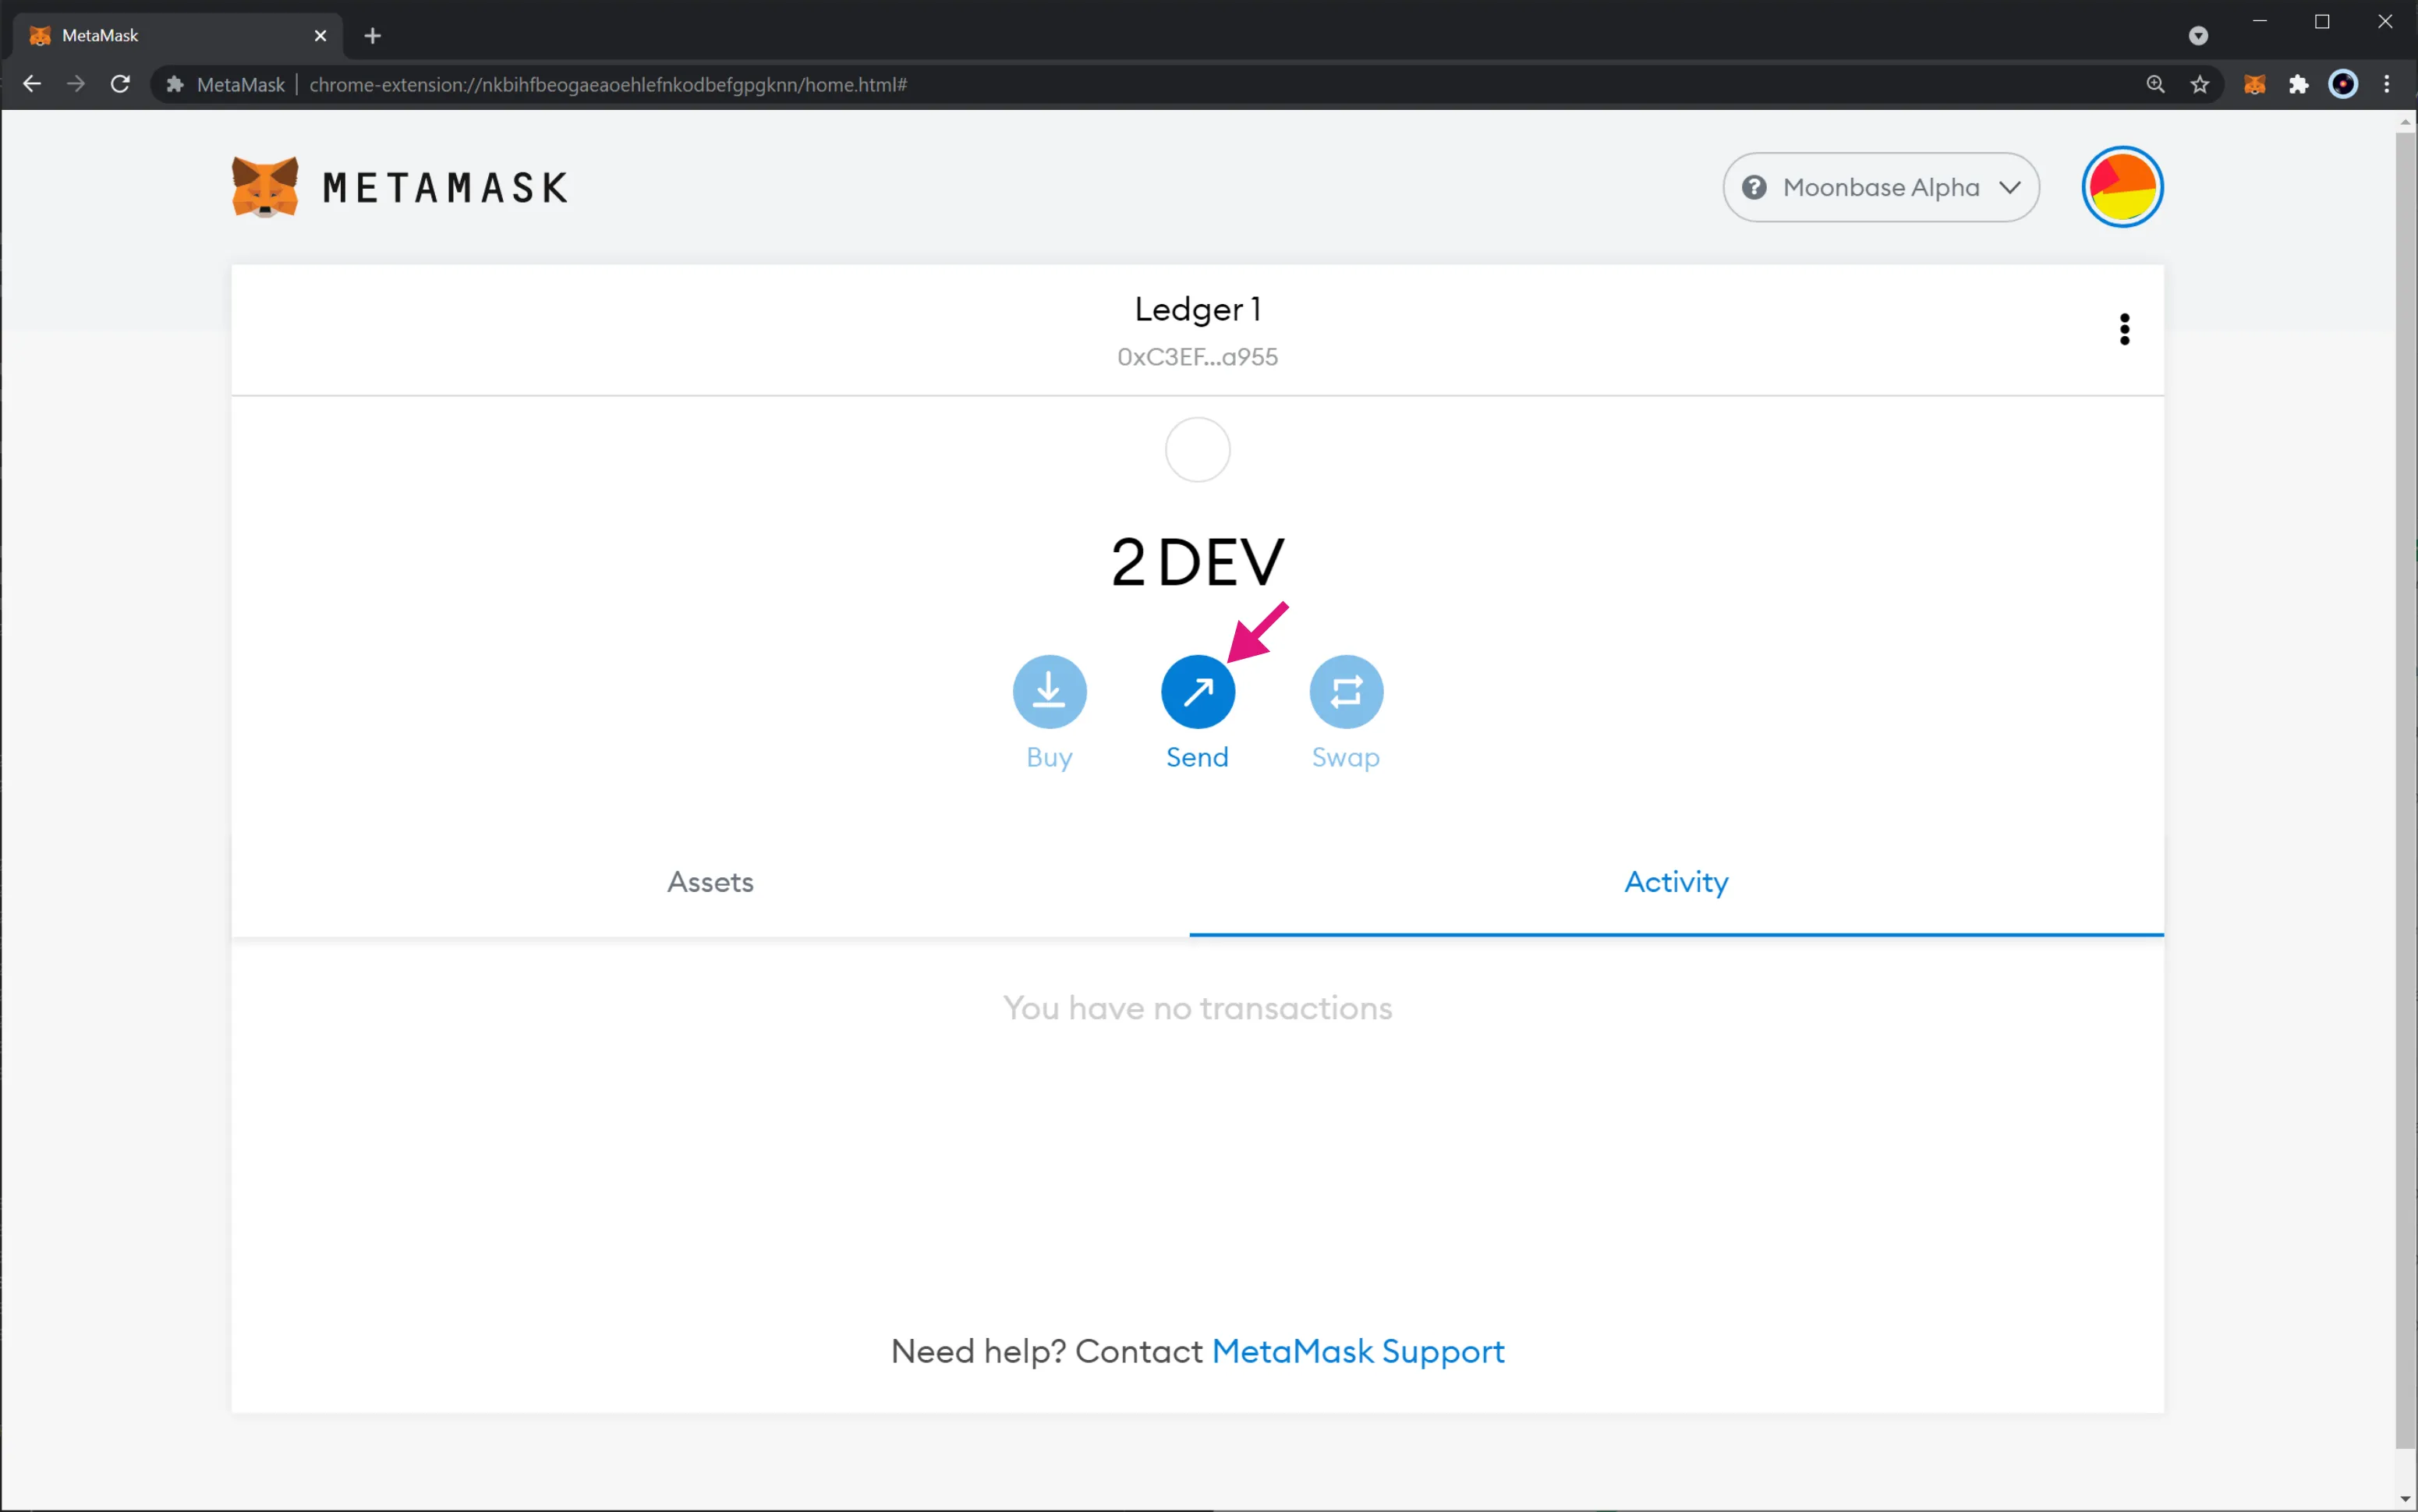 MetaMask
MetaMask | chrome-extension://nkbihfbeogaeaoehlefnkodbefgpgknn/home.html#
METAMASK
? Moonbase Alpha
Ledger 1
0xC3EF...a955
2 DEV
Buy Send Swap
Assets Activity
You have no transactions
Need help? Contact MetaMask Support